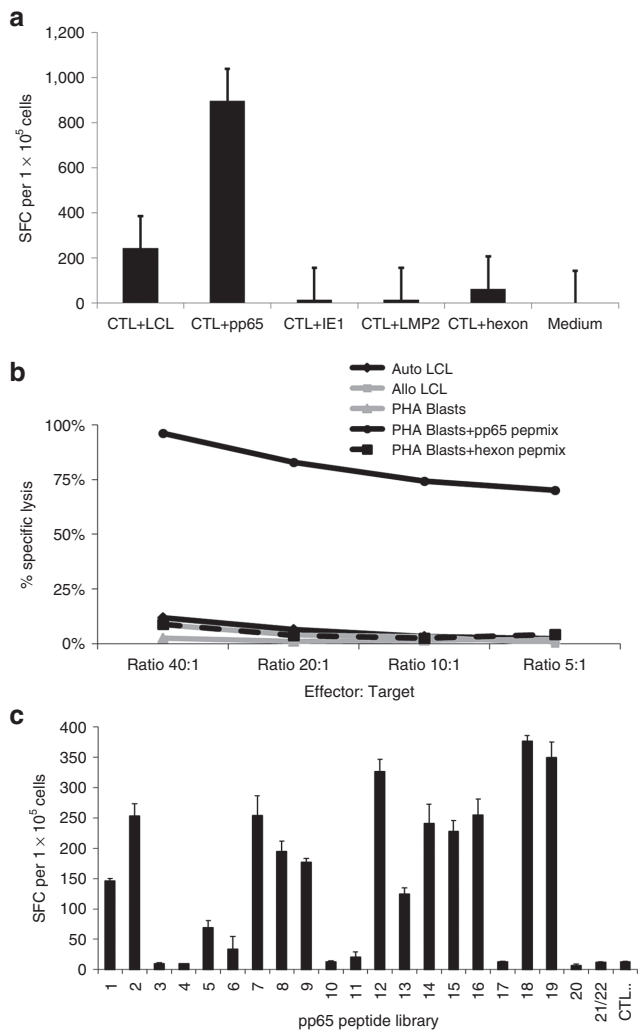 a
1,200
1,000
800
600
400
200
0
SFC per 1 × 10⁵ cells
CTL+LCL CTL+pp65 CTL+IE1 CTL+LMP2 CTL+hexon Medium
b
Auto LCL
Allo LCL
PHA Blasts
PHA Blasts+pp65 pepmix
PHA Blasts+hexon pepmix
100%
75%
50%
25%
0%
% specific lysis
Ratio 40:1 Ratio 20:1 Ratio 10:1 Ratio 5:1
Effector: Target
c
400
350
300
250
200
150
100
50
0
SFC per 1 × 10⁵ cells
1 2 3 4 5 6 7 8 9 10 11 12 13 14 15 16 17 18 19 20 21/22 CTL..
pp65 peptide library